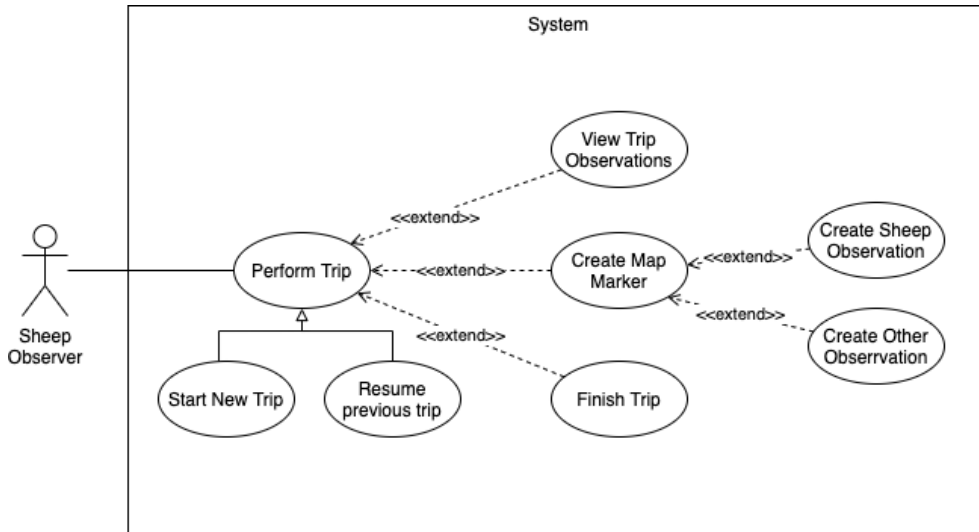 System
View Trip
Observations
<<extend>>
Create Sheep
Observation
Perform Trip
<<extend>>
Create Map
Marker
<<extend>>
<<extend>>
Create Other
Obserrvation
<<extend>>
Sheep
Observer
Start New Trip
Resume
previous trip
Finish Trip